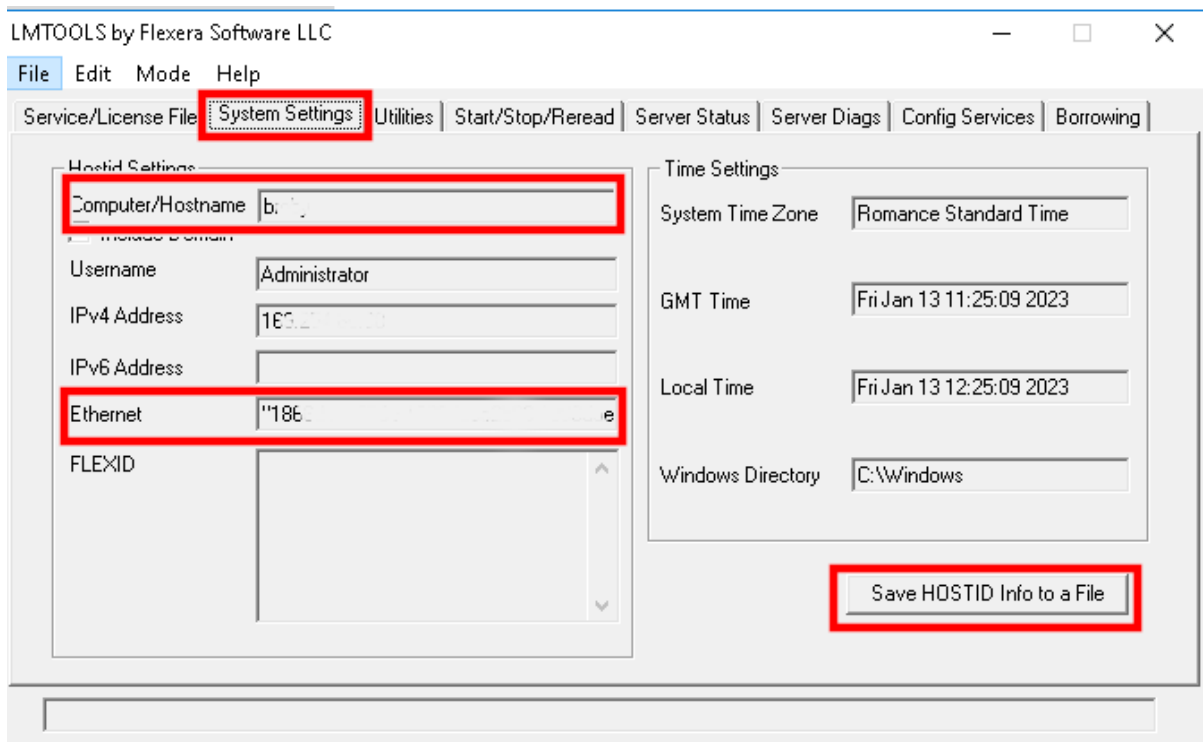 LMTOOLS by Flexera Software LLC
File Edit Mode Help
Service/License File System Settings Utilities Start/Stop/Reread Server Status Server Diags Config Services Borrowing
Hostid Settings
Computer/Hostname
Include Domain
Username Administrator
IPv4 Address
IPv6 Address
Ethernet
FLEXID
Time Settings
System Time Zone Romance Standard Time
GMT Time Fri Jan 13 11:25:09 2023
Local Time Fri Jan 13 12:25:09 2023
Windows Directory C:\Windows
Save HOSTID Info to a File